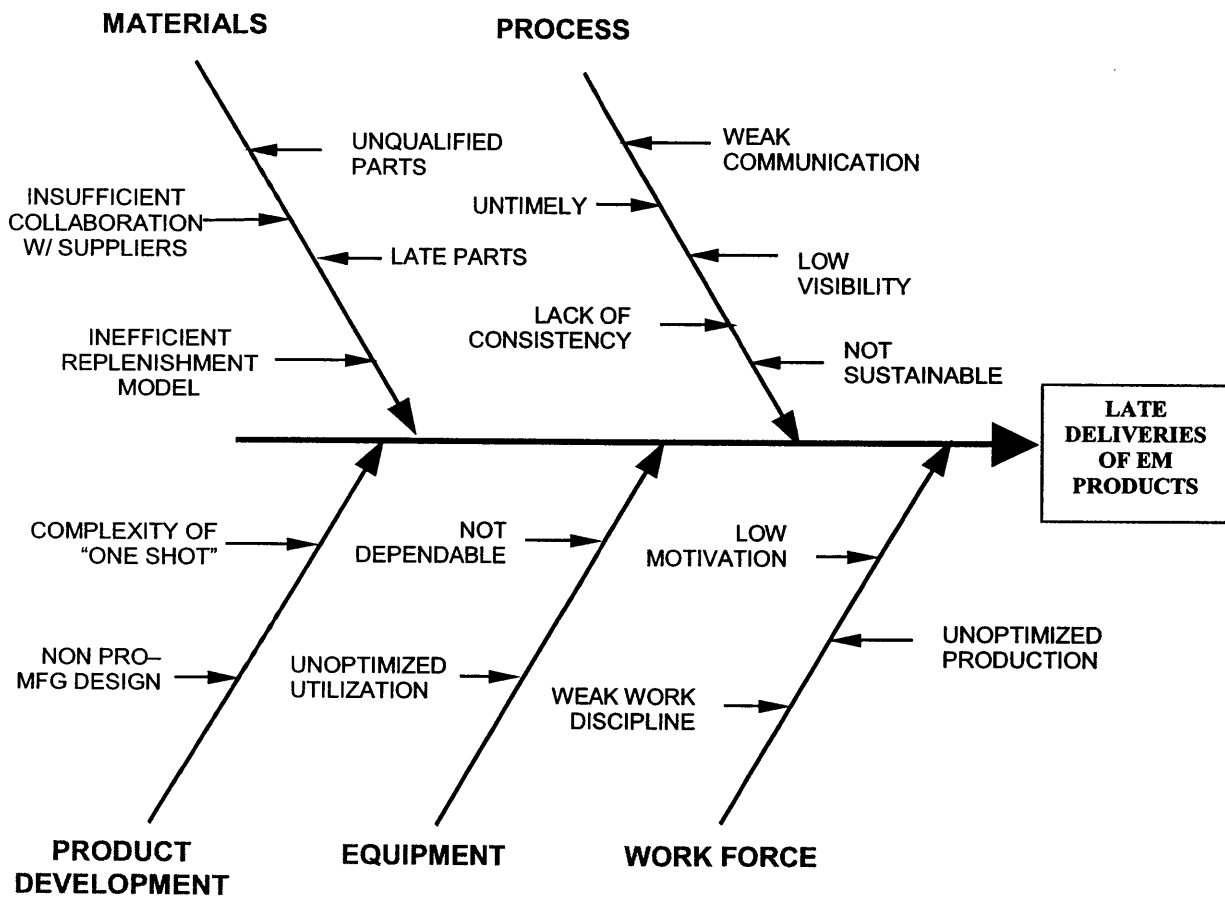 MATERIALS
PROCESS
UNQUALIFIED
PARTS
WEAK
COMMUNICATION
INSUFFICIENT
COLLABORATION
W/ SUPPLIERS
UNTIMELY
LATE PARTS
LOW
VISIBILITY
INEFFICIENT
REPLENISHMENT
MODEL
LACK OF
CONSISTENCY
NOT
SUSTAINABLE
LATE
DELIVERIES
OF EM
PRODUCTS
COMPLEXITY OF
“ONE SHOT”
NOT
DEPENDABLE
LOW
MOTIVATION
NON PRO–
MFG DESIGN
UNOPTIMIZED
UTILIZATION
UNOPTIMIZED
PRODUCTION
WEAK WORK
DISCIPLINE
PRODUCT
DEVELOPMENT
EQUIPMENT
WORK FORCE